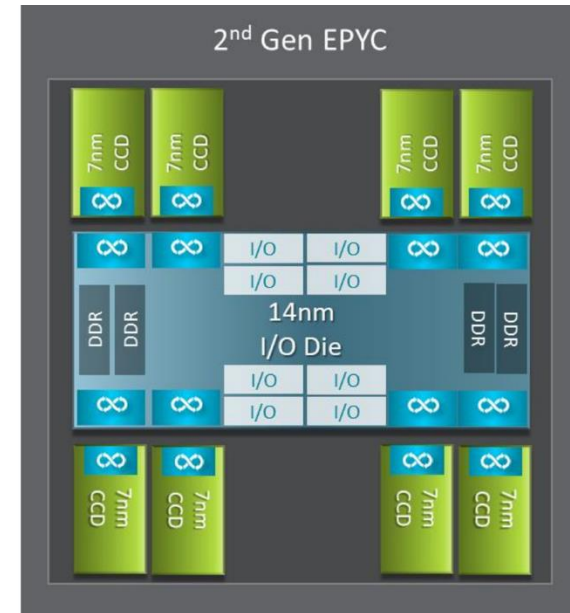 2nd Gen EPYC
7nm CCD
7nm CCD
7nm CCD
7nm CCD
∞ ∞ ∞ ∞
∞ ∞ I/O I/O ∞ ∞
I/O I/O
DDR DDR 14nm DDR DDR
I/O Die
I/O I/O
∞ ∞ I/O I/O ∞ ∞
∞ ∞ ∞ ∞
7nm CCD
7nm CCD
7nm CCD
7nm CCD